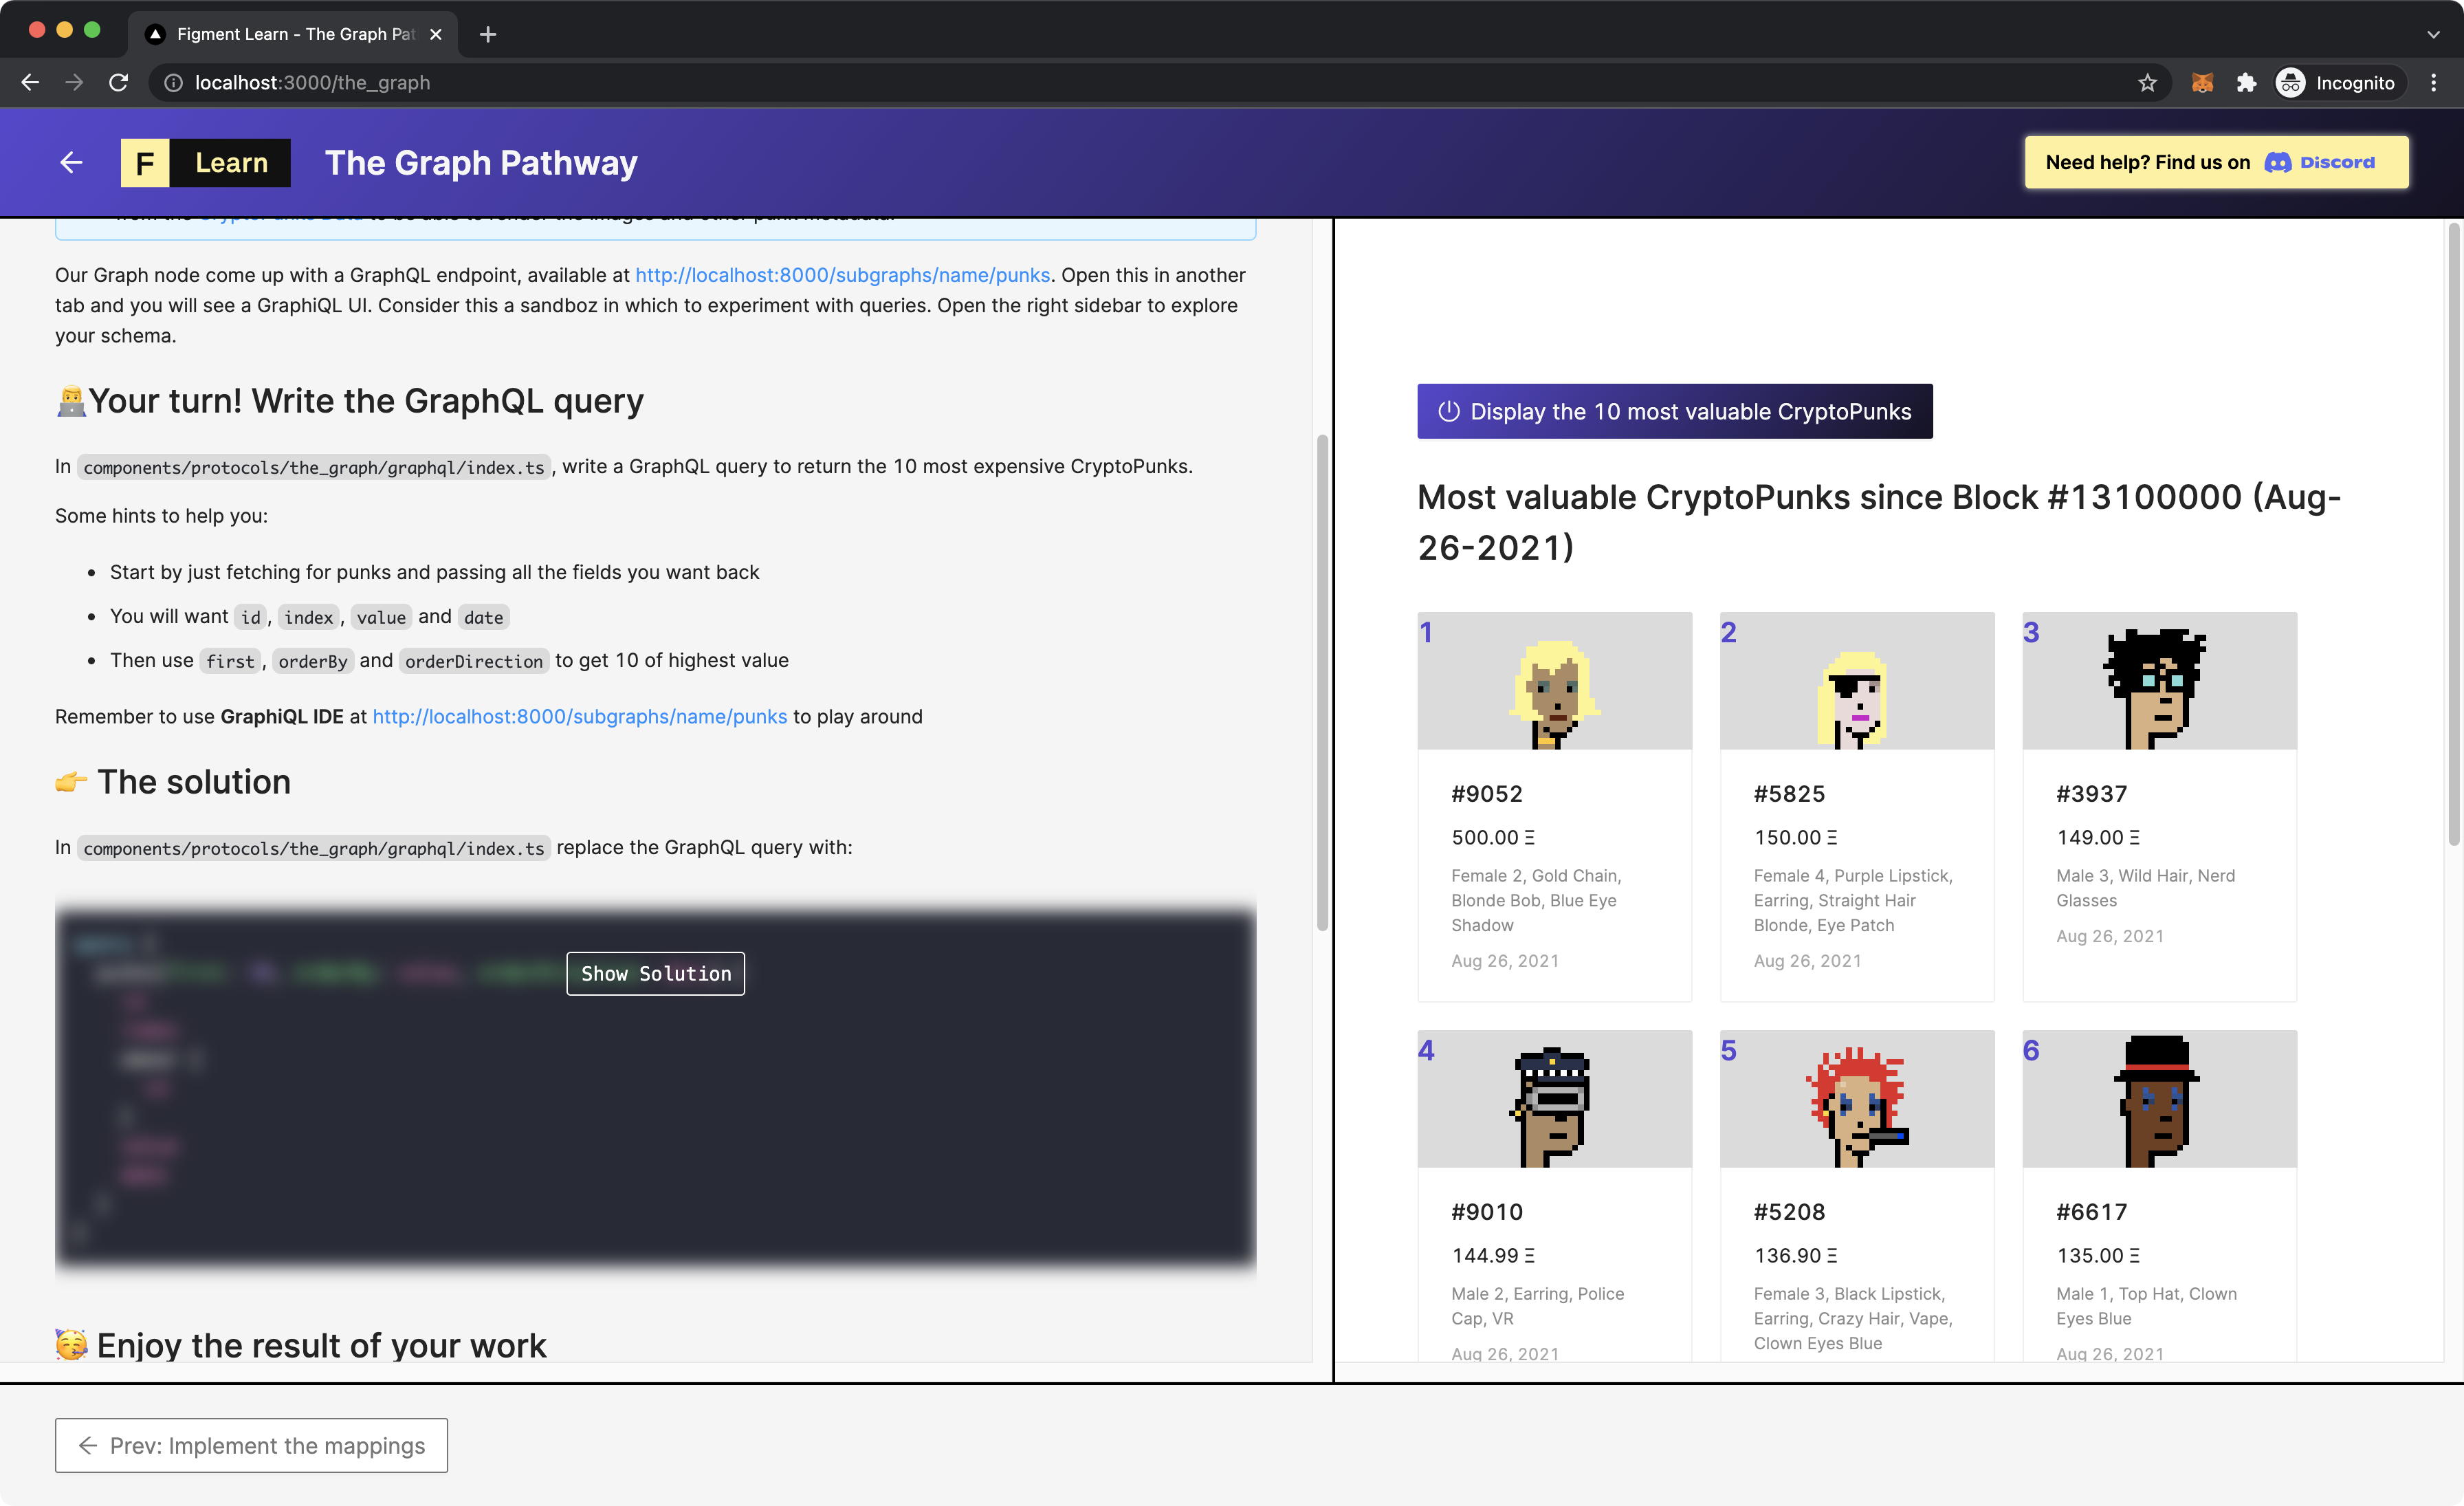 Figment Learn - The Graph Pat
localhost:3000/the_graph
Incognito
F Learn
The Graph Pathway
Need help? Find us on Discord
to be able to render the images and other punk metadata.
Our Graph node come up with a GraphQL endpoint, available at http://localhost:8000/subgraphs/name/punks. Open this in another
tab and you will see a GraphiQL UI. Consider this a sandboz in which to experiment with queries. Open the right sidebar to explore
your schema.
Your turn! Write the GraphQL query
In components/protocols/the_graph/graphql/index.ts, write a GraphQL query to return the 10 most expensive CryptoPunks.
Some hints to help you:
• Start by just fetching for punks and passing all the fields you want back
• You will want id, index, value and date
• Then use first, orderBy and orderDirection to get 10 of highest value
Remember to use GraphiQL IDE at http://localhost:8000/subgraphs/name/punks to play around
👉 The solution
In components/protocols/the_graph/graphql/index.ts replace the GraphQL query with:
Show Solution
🥳 Enjoy the result of your work
Display the 10 most valuable CryptoPunks
Most valuable CryptoPunks since Block #13100000 (Aug-
26-2021)
1
#9052
500.00 Ξ
Female 2, Gold Chain,
Blonde Bob, Blue Eye
Shadow
Aug 26, 2021
2
#5825
150.00 Ξ
Female 4, Purple Lipstick,
Earring, Straight Hair
Blonde, Eye Patch
Aug 26, 2021
3
#3937
149.00 Ξ
Male 3, Wild Hair, Nerd
Glasses
Aug 26, 2021
4
#9010
144.99 Ξ
Male 2, Earring, Police
Cap, VR
Aug 26, 2021
5
#5208
136.90 Ξ
Female 3, Black Lipstick,
Earring, Crazy Hair, Vape,
Clown Eyes Blue
6
#6617
135.00 Ξ
Male 1, Top Hat, Clown
Eyes Blue
Aug 26, 2021
← Prev: Implement the mappings